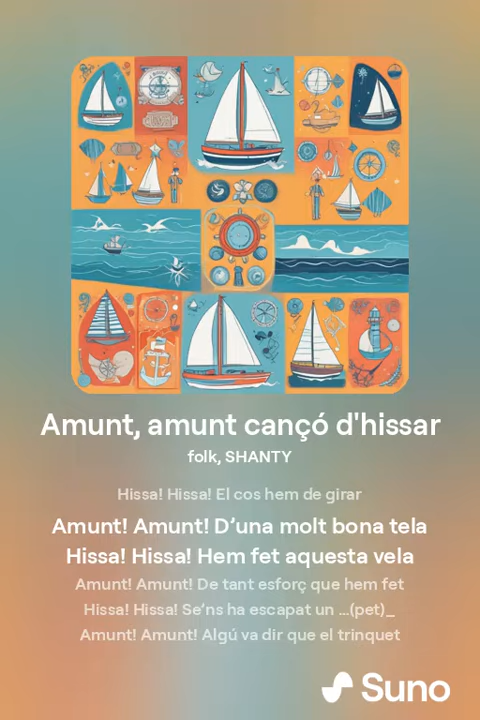 Amunt, amunt cançó d'hissar
folk, SHANTY
Hissa! Hissa! El cos hem de girar
Amunt! Amunt! D’una molt bona tela
Hissa! Hissa! Hem fet aquesta vela
Amunt! Amunt! De tant esforç que hem fet
Hissa! Hissa! Se’ns ha escapat un ...(pet)_
Amunt! Amunt! Algú va dir que el trinquet
Suno